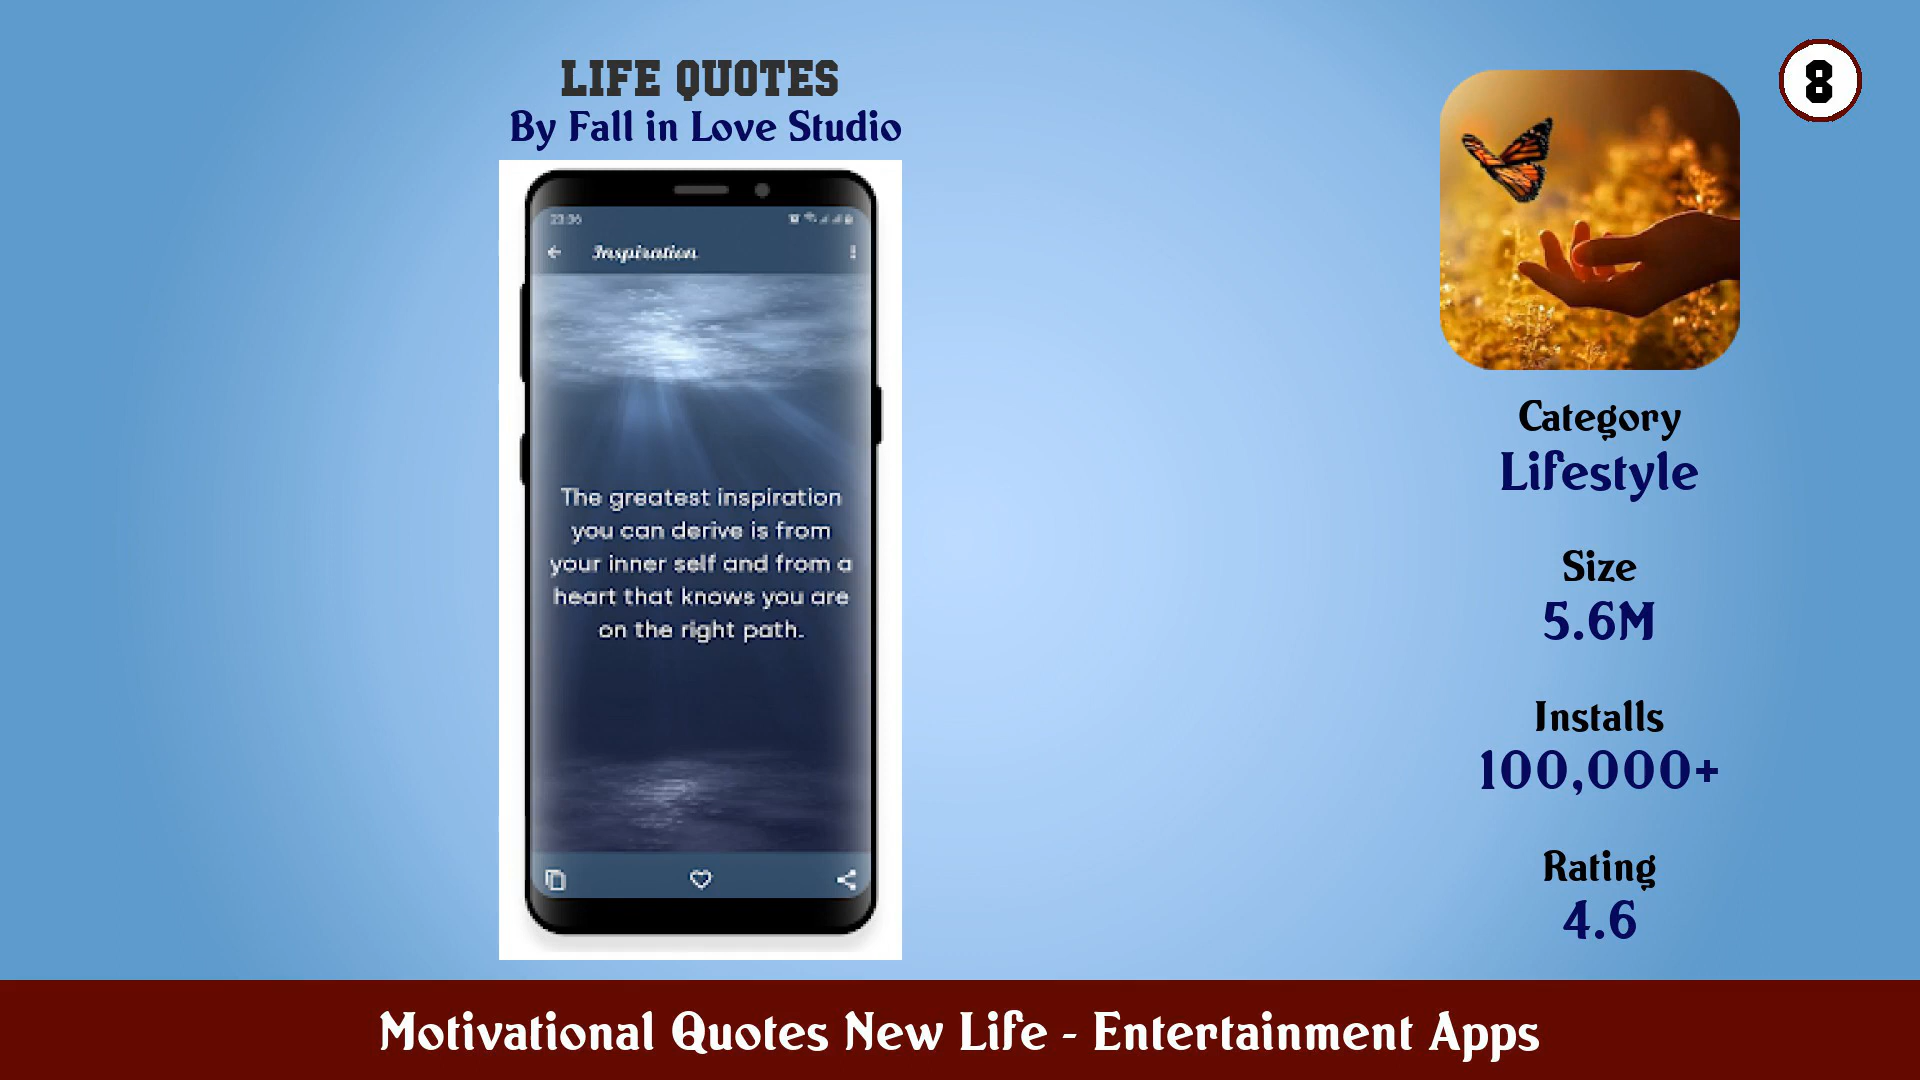 LIFE QUOTES
By Fall in Love Studio
8
23:36
Inspiration
The greatest inspiration
you can derive is from
your inner self and from a
heart that knows you are
on the right path.
Category
Lifestyle
Size
5.6M
Installs
100,000+
Rating
4.6
Motivational Quotes New Life - Entertainment Apps